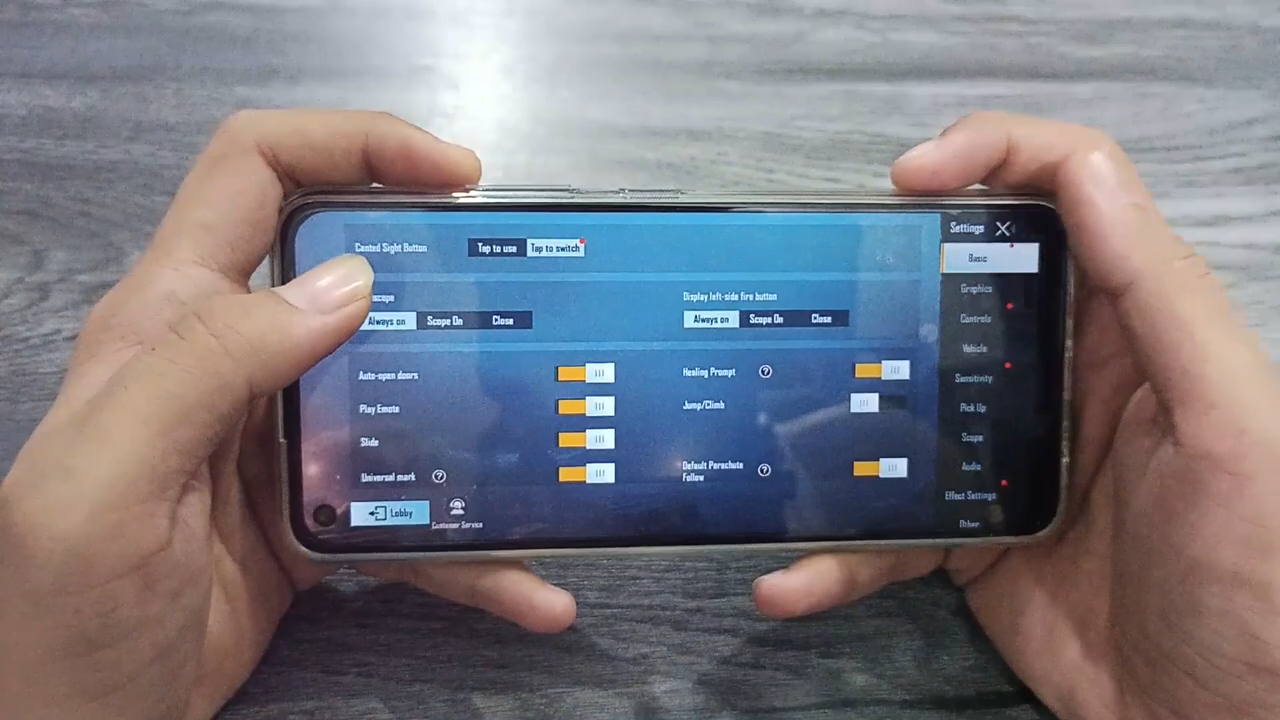 Canted Sight Button
Tap to use
Tap to switch
Always on
Scope On
Close
Display left-side fire button
Always on
Scope On
Close
Auto-open doors
Healing Prompt ?
Play Emote
Jump/Climb
Slide
Universal mark ?
Default Parachute
Follow ?
Lobby
Customer Service
Settings
Basic
Graphics
Controls
Vehicle
Sensitivity
Pick Up
Scope
Audio
Effect Settings
Other